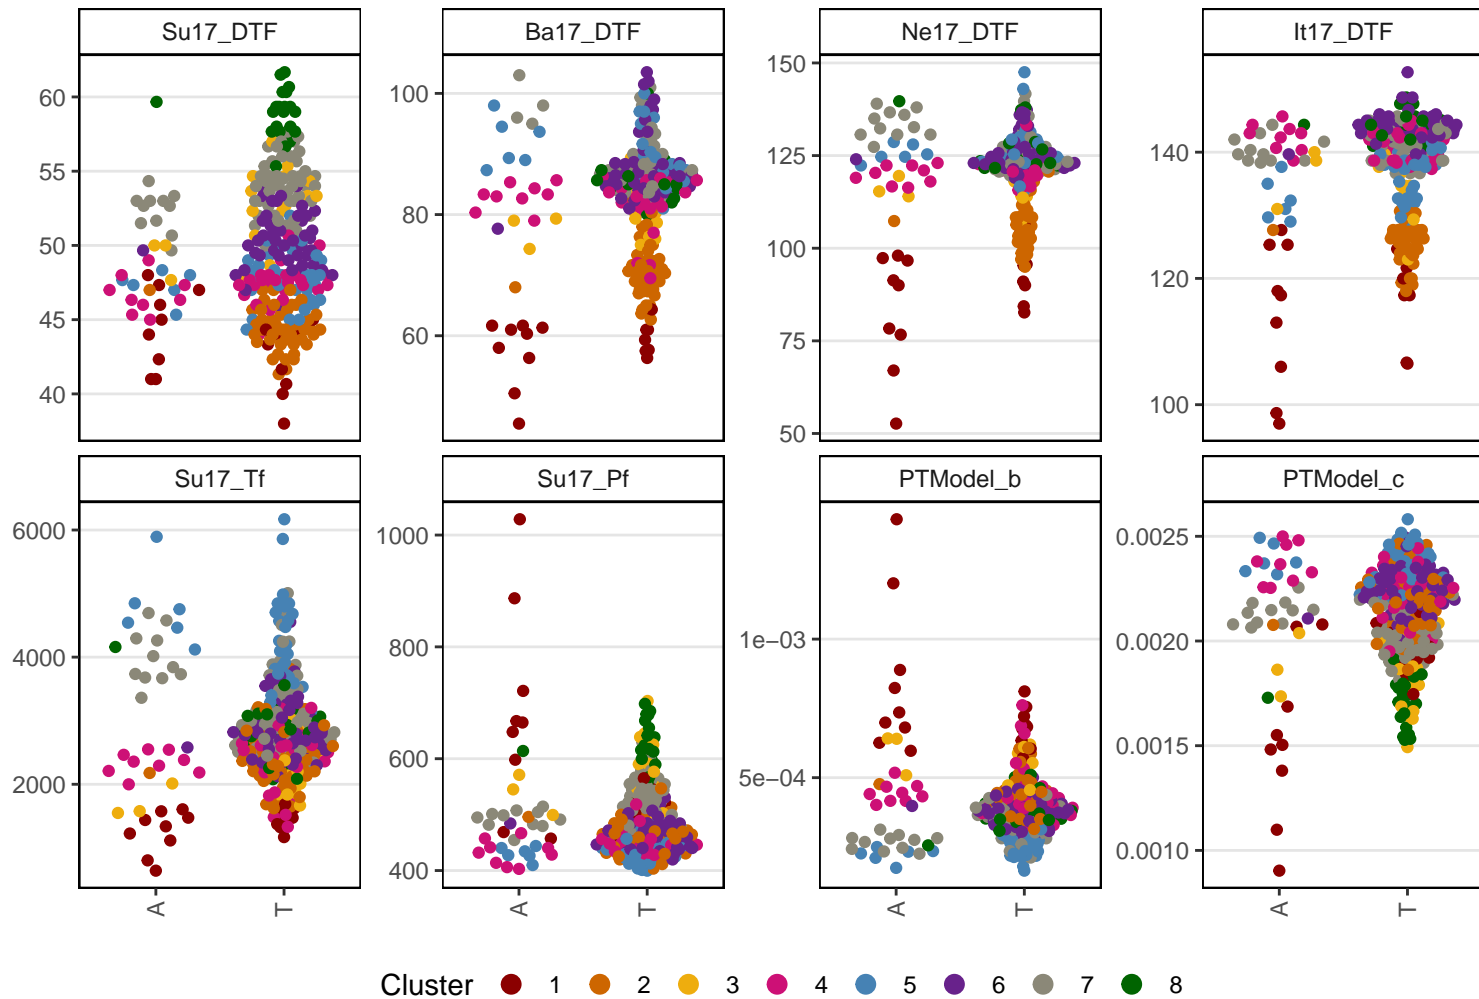 Su17_DTF Ba17_DTF Ne17_DTF It17_DTF
60 55 50 45 40
100 80 60
150 125 100 75 50
140 120 100
Su17_Tf Su17_Pf PTModel_b PTModel_c
6000 4000 2000
1000 800 600 400
1e−03 5e−04
0.0025 0.0020 0.0015 0.0010
A T A T A T A T
Cluster 1 2 3 4 5 6 7 8